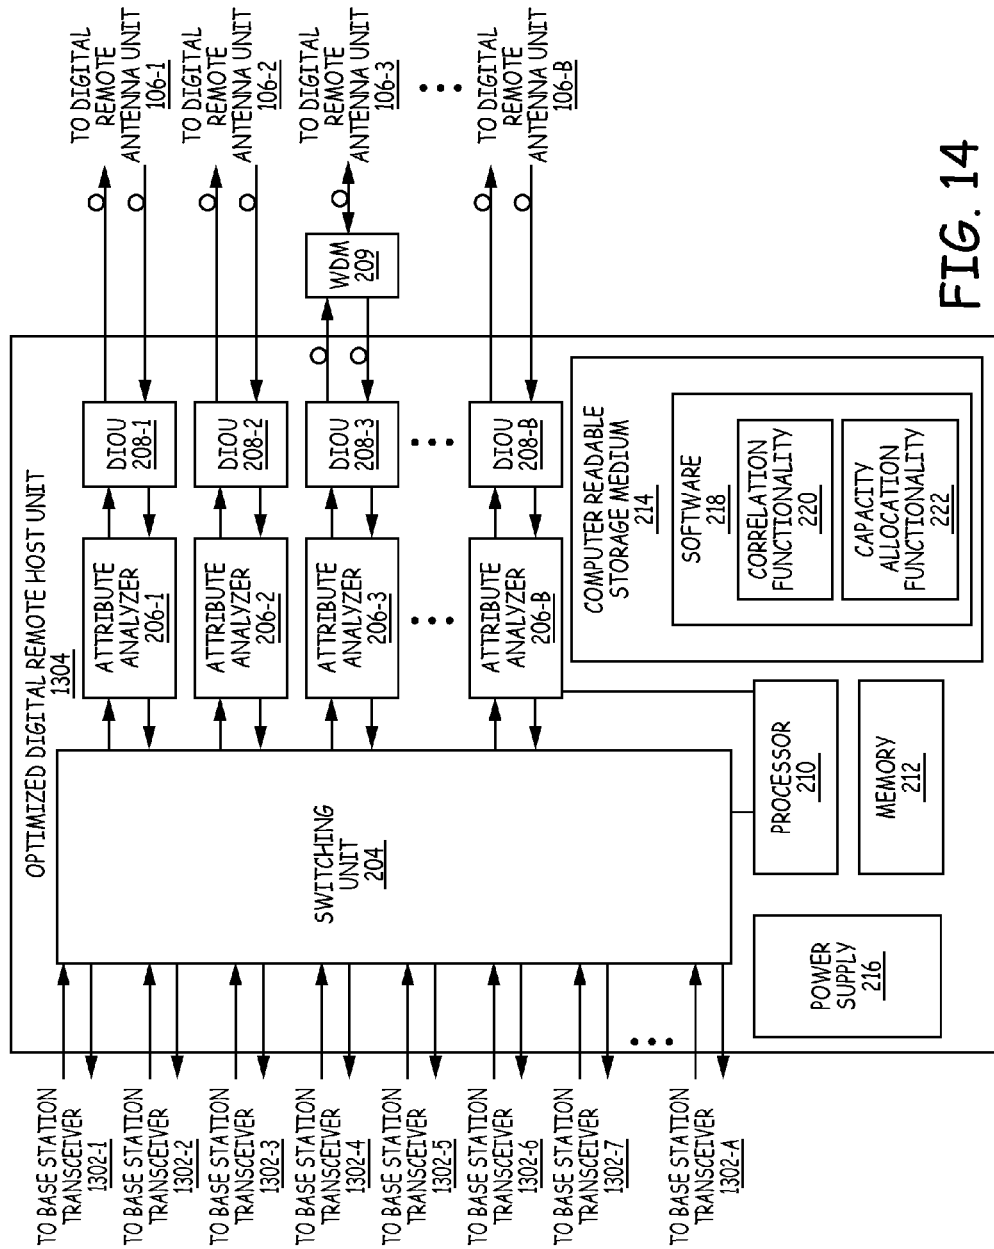 OPTIMIZED DIGITAL REMOTE HOST UNIT
1304
TO BASE STATION
TRANSCEIVER
1302-1
TO BASE STATION
TRANSCEIVER
1302-2
TO BASE STATION
TRANSCEIVER
1302-3
TO BASE STATION
TRANSCEIVER
1302-4
TO BASE STATION
TRANSCEIVER
1302-5
TO BASE STATION
TRANSCEIVER
1302-6
TO BASE STATION
TRANSCEIVER
1302-7
TO BASE STATION
TRANSCEIVER
1302-A
SWITCHING
UNIT
204
ATTRIBUTE
ANALYZER
206-1
DIOU
208-1
TO DIGITAL
REMOTE
ANTENNA UNIT
106-1
ATTRIBUTE
ANALYZER
206-2
DIOU
208-2
TO DIGITAL
REMOTE
ANTENNA UNIT
106-2
ATTRIBUTE
ANALYZER
206-3
DIOU
208-3
WDM
209
TO DIGITAL
REMOTE
ANTENNA UNIT
106-3
ATTRIBUTE
ANALYZER
206-B
DIOU
208-B
TO DIGITAL
REMOTE
ANTENNA UNIT
106-B
POWER
SUPPLY
216
PROCESSOR
210
MEMORY
212
COMPUTER READABLE
STORAGE MEDIUM
214
SOFTWARE
218
CORRELATION
FUNCTIONALITY
220
CAPACITY
ALLOCATION
FUNCTIONALITY
222
FIG. 14